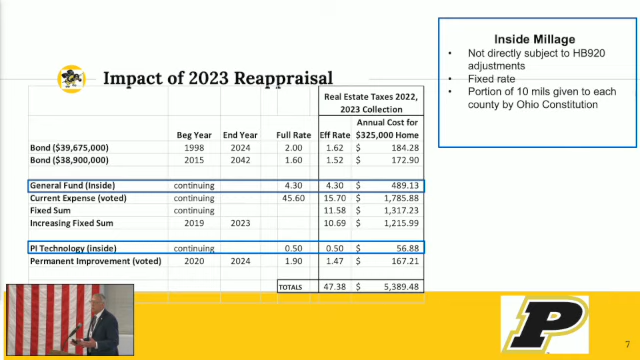 Impact of 2023 Reappraisal
Inside Millage
• Not directly subject to HB920 adjustments
• Fixed rate
• Portion of 10 mils given to each county by Ohio Constitution
Real Estate Taxes 2022, 2023 Collection
Beg Year End Year Full Rate Eff Rate Annual Cost for $325,000 Home
Bond ($39,675,000) 1998 2024 2.00 1.62 $ 184.28
Bond ($38,900,000) 2015 2042 1.60 1.52 $ 172.90
General Fund (Inside) continuing 4.30 4.30 $ 489.13
Current Expense (voted) continuing 45.60 15.70 $ 1,785.88
Fixed Sum continuing 11.58 $ 1,317.23
Increasing Fixed Sum 2019 2023 10.69 $ 1,215.99
PI Technology (inside) continuing 0.50 0.50 $ 56.88
Permanent Improvement (voted) 2020 2024 1.90 1.47 $ 167.21
TOTALS 47.38 $ 5,389.48
P
7